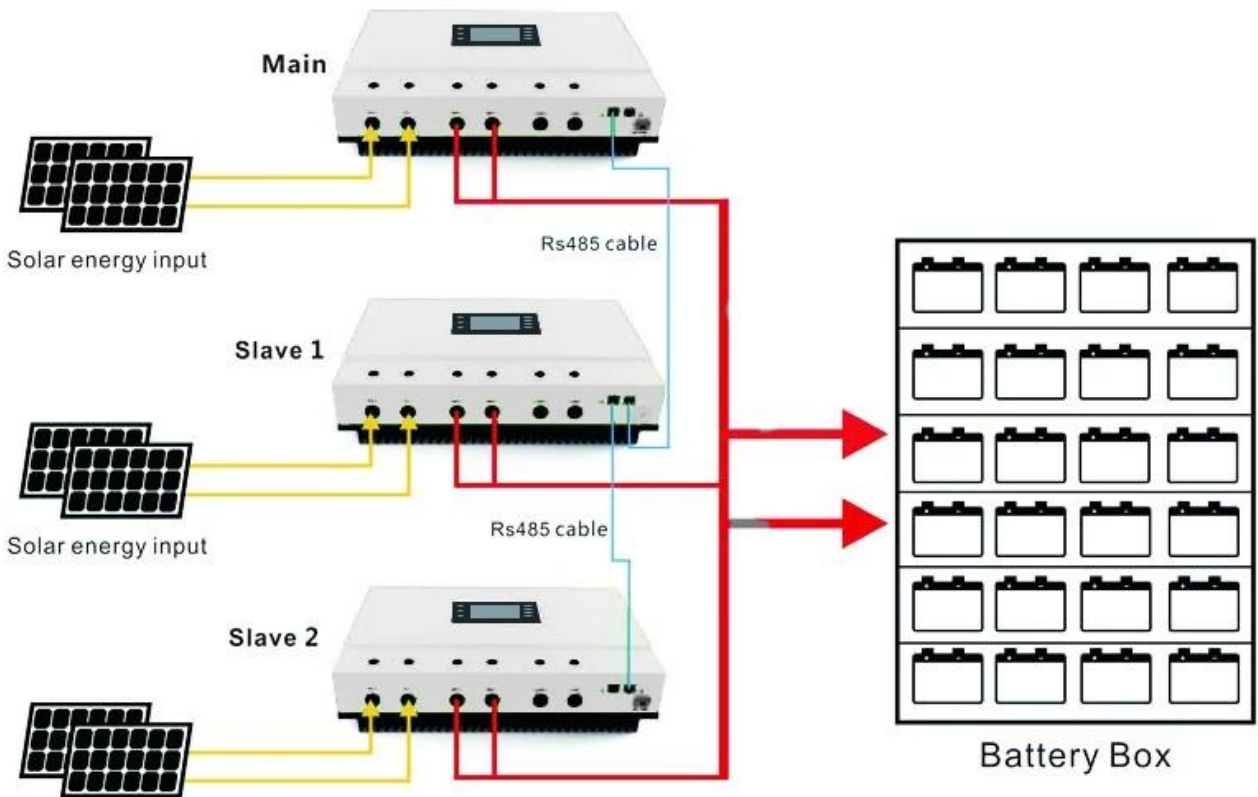 Main
Solar energy input
Rs485 cable
Slave 1
Solar energy input
Rs485 cable
Slave 2
Battery Box